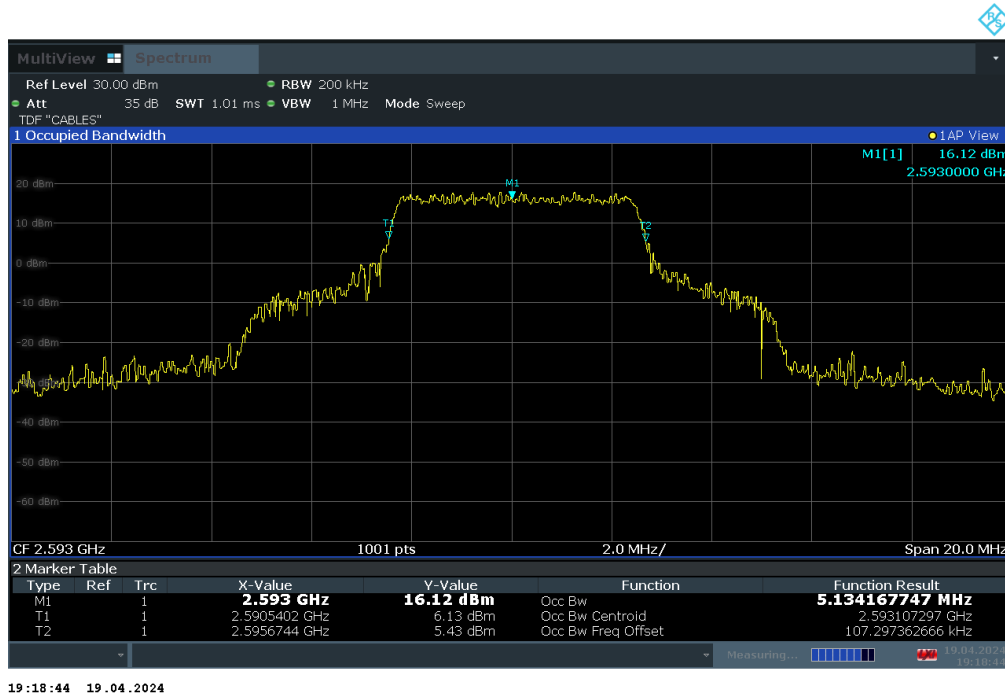 MultiView Spectrum
Ref Level 30.00 dBm RBW 200 kHz
Att 35 dB SWT 1.01 ms VBW 1 MHz Mode Sweep
TDF "CABLES"
1 Occupied Bandwidth 1AP View
M1[1] 16.12 dBm
2.5930000 GHz
20 dBm
M1
10 dBm
T1
T2
0 dBm
-10 dBm
-20 dBm
-40 dBm
-50 dBm
-60 dBm
CF 2.593 GHz 1001 pts 2.0 MHz/ Span 20.0 MHz
2 Marker Table
Type Ref Trc X-Value Y-Value Function Function Result
M1 1 2.593 GHz 16.12 dBm Occ Bw 5.134167747 MHz
T1 1 2.5905402 GHz 6.13 dBm Occ Bw Centroid 2.593107297 GHz
T2 1 2.5956744 GHz 5.43 dBm Occ Bw Freq Offset 107.297362666 kHz
Measuring... 19.04.2024
19:18:44
19:18:44 19.04.2024